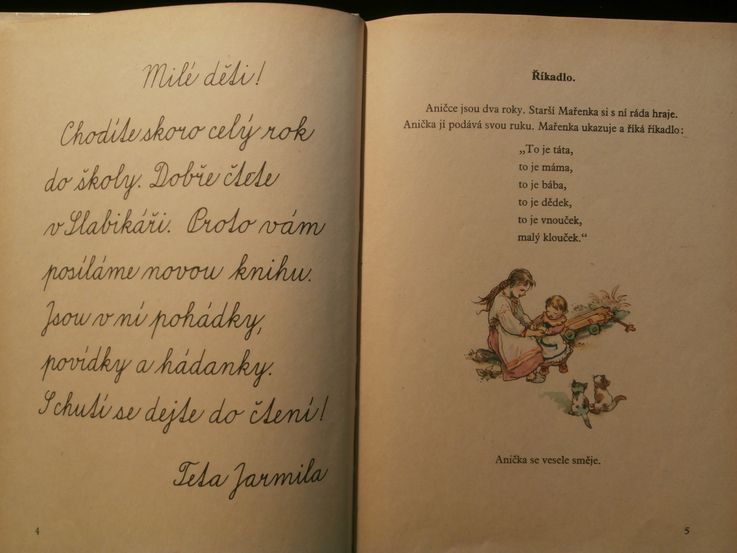 Milé děti!
Chodíte skoro celý rok
do školy. Dobře čtete
v Slabikáři. Proto vám
posíláme novou knihu.
Jsou v ní pohádky,
povídky a hádanky.
S chutí se dejte do čtení!
Teta Jarmila
4
Říkadlo.
Aničce jsou dva roky. Starší Mařenka si s ní ráda hraje.
Anička jí podává svou ruku. Mařenka ukazuje a říká říkadlo:
„To je táta,
to je máma,
to je bába,
to je dědek,
to je vnouček,
malý klouček.“
Anička se vesele směje.
5